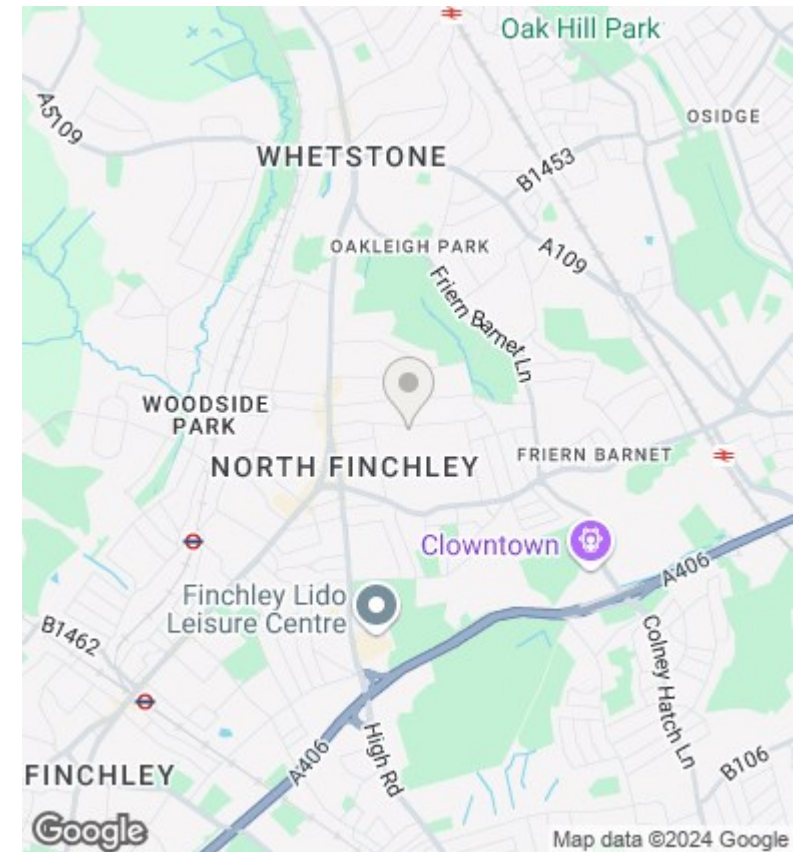 Oak Hill Park
A5109
OSIDGE
WHETSTONE
B1453
OAKLEIGH PARK
A109
Friern Barnet Ln
WOODSIDE
PARK
NORTH FINCHLEY
FRIERN BARNET
Clowntown
A406
Finchley Lido
Leisure Centre
B1462
Colney Hatch Ln
FINCHLEY
A406
High Rd
B106
Google
Map data ©2024 Google